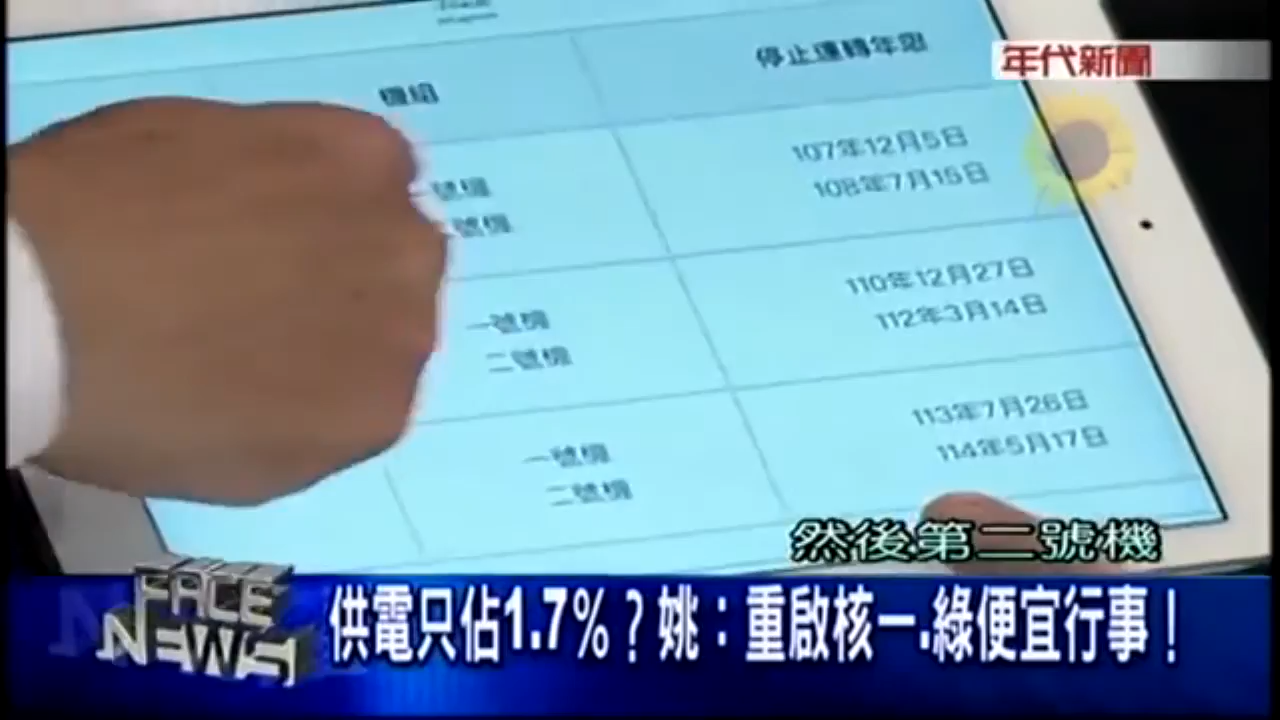 年代新聞
機組
停止運轉年限
號機
107年12月5日
號機
108年7月15日
一號機
110年12月27日
二號機
112年3月14日
一號機
113年7月26日
二號機
114年5月17日
然後第二號機
FACE NEWS
供電只佔1.7%？姚：重啟核一.綠便宜行事！